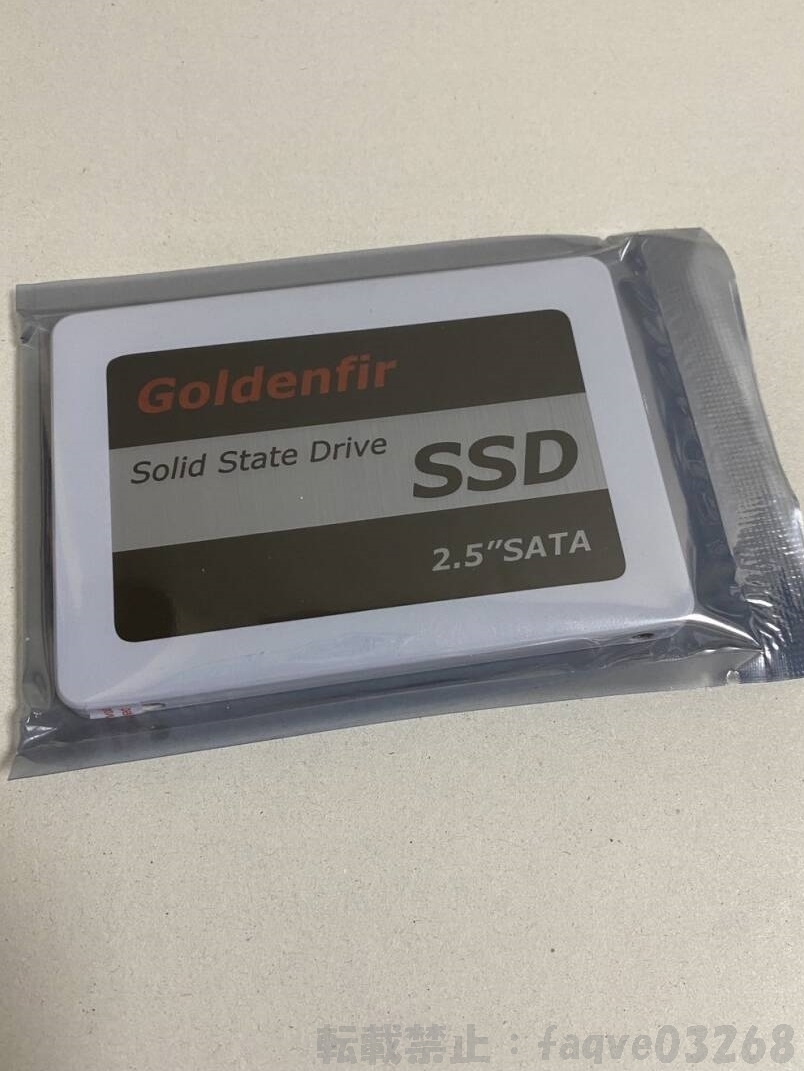 Goldenfir
Solid State Drive
SSD
2.5"SATA
転載禁止：faqve03268